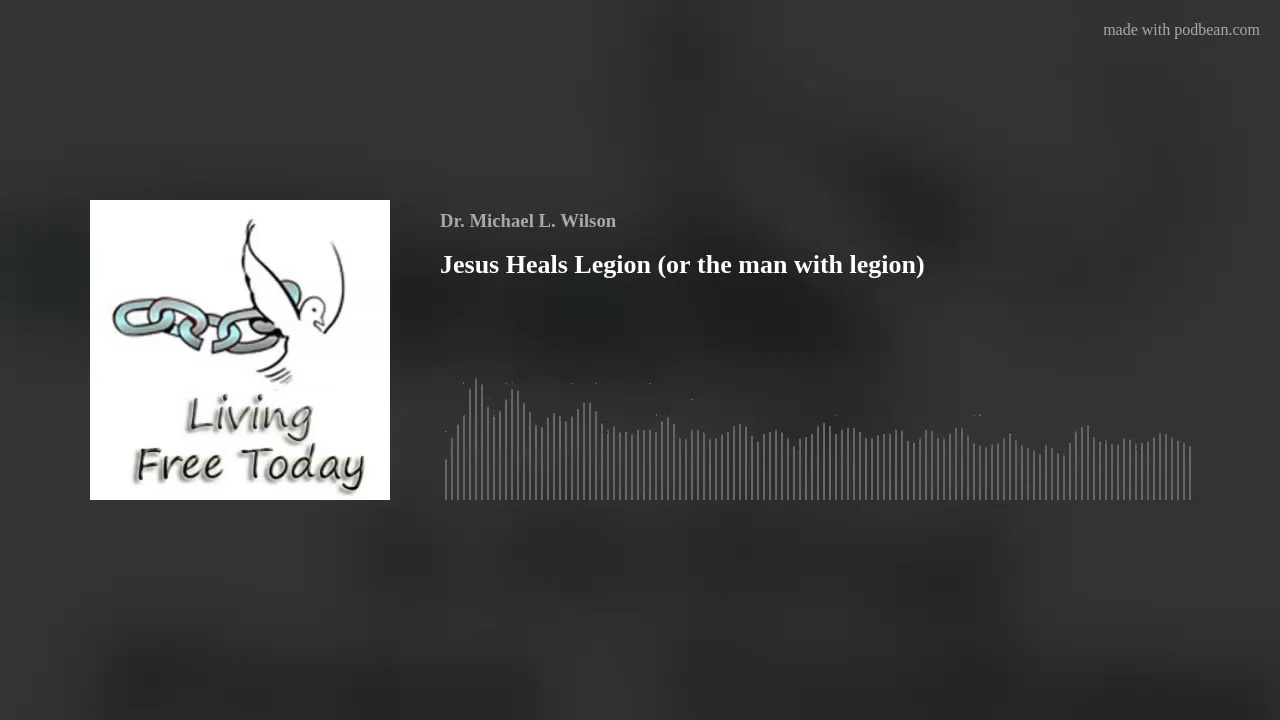 made with podbean.com
Dr. Michael L. Wilson
Jesus Heals Legion (or the man with legion)
Living
Free Today